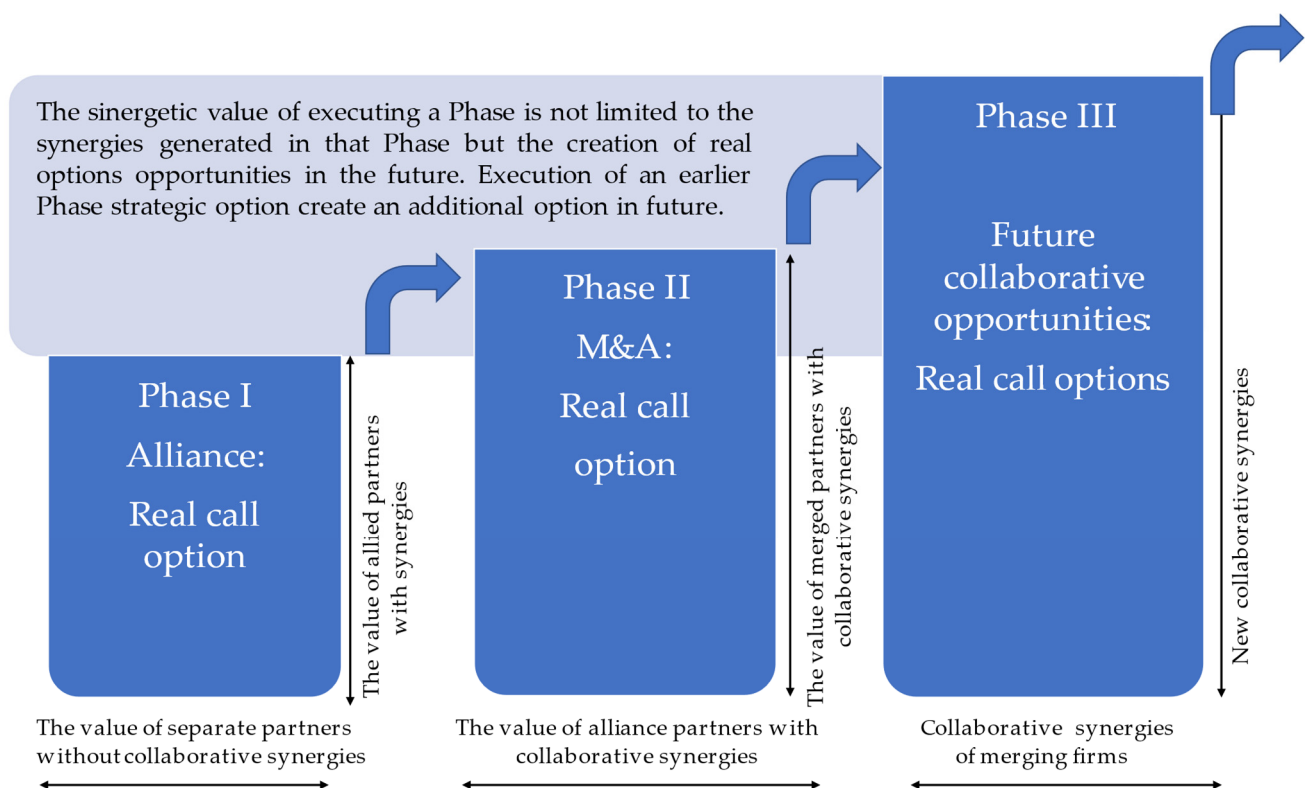 The sinergetic value of executing a Phase is not limited to the
synergies generated in that Phase but the creation of real
options opportunities in the future. Execution of an earlier
Phase strategic option create an additional option in future.
Phase I
Alliance:
Real call
option
The value of allied partners
with synergies
The value of separate partners
without collaborative synergies
Phase II
M&A:
Real call
option
The value of merged partners with
collaborative synergies
The value of alliance partners with
collaborative synergies
Phase III
Future
collaborative
opportunities:
Real call options
New collaborative synergies
Collaborative synergies
of merging firms